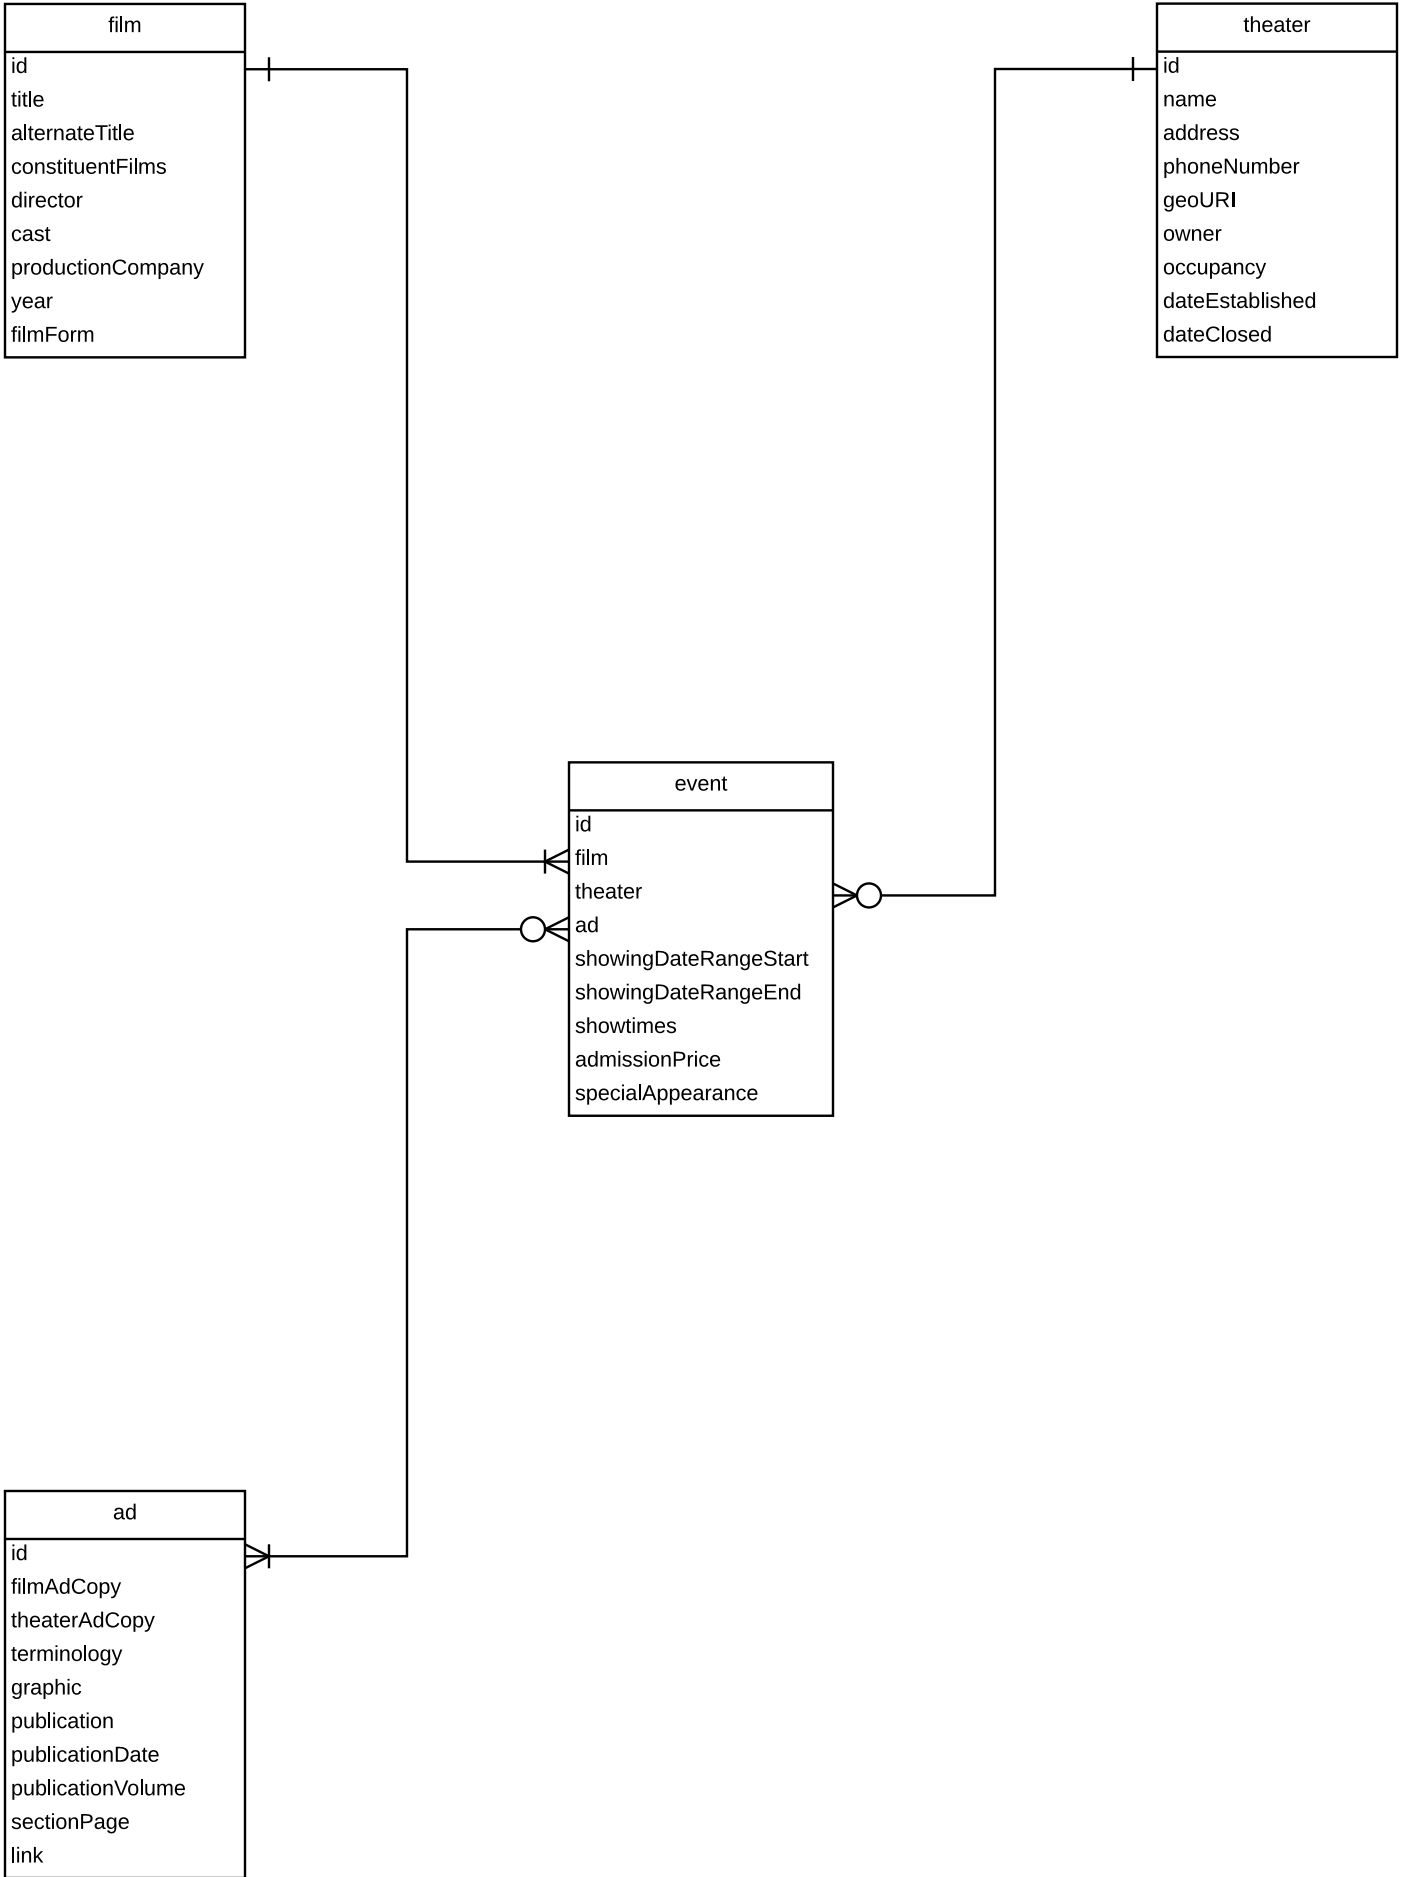 film
id
title
alternateTitle
constituentFilms
director
cast
productionCompany
year
filmForm
theater
id
name
address
phoneNumber
geoURI
owner
occupancy
dateEstablished
dateClosed
event
id
film
theater
ad
showingDateRangeStart
showingDateRangeEnd
showtimes
admissionPrice
specialAppearance
ad
id
filmAdCopy
theaterAdCopy
terminology
graphic
publication
publicationDate
publicationVolume
sectionPage
link